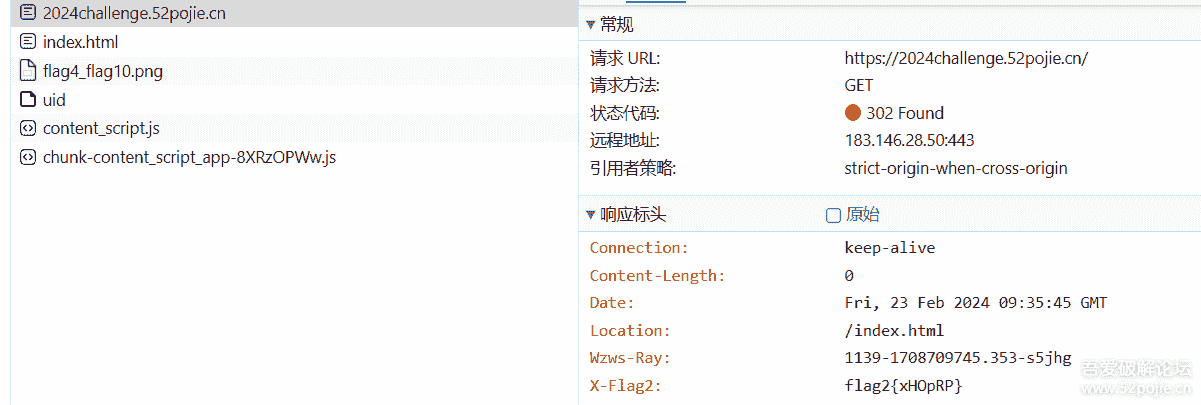 2024challenge.52pojie.cn
index.html
flag4_flag10.png
uid
content_script.js
chunk-content_script_app-8XRzOPWw.js
常规
请求 URL: https://2024challenge.52pojie.cn/
请求方法: GET
状态代码: 302 Found
远程地址: 183.146.28.50:443
引用者策略: strict-origin-when-cross-origin
响应标头 原始
Connection: keep-alive
Content-Length: 0
Date: Fri, 23 Feb 2024 09:35:45 GMT
Location: /index.html
Wzws-Ray: 1139-1708709745.353-s5jhg
X-Flag2: flag2{xHOpRP}
吾爱破解论坛
www.52pojie.cn